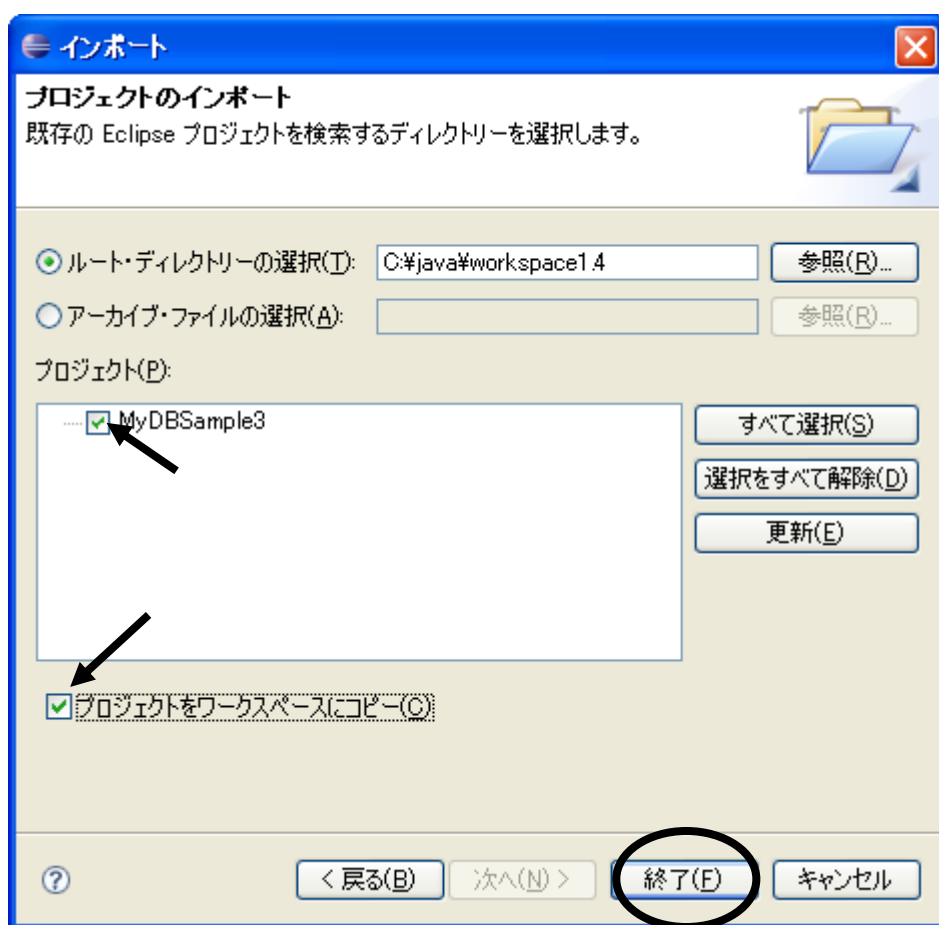 インポート
プロジェクトのインポート
既存の Eclipse プロジェクトを検索するディレクトリーを選択します。
ルート・ディレクトリーの選択(T): C:¥java¥workspace1.4 参照(R)...
アーカイブ・ファイルの選択(A): 参照(R)...
プロジェクト(P):
MyDBSample3
すべて選択(S)
選択をすべて解除(D)
更新(E)
プロジェクトをワークスペースにコピー(C)
? < 戻る(B) 次へ(N) > 終了(F) キャンセル